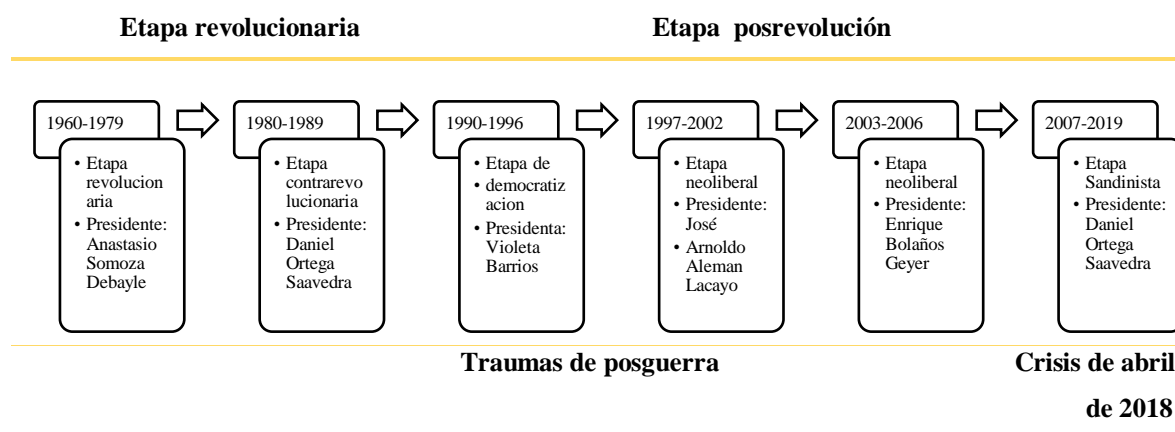 Etapa revolucionaria
Etapa posrevolución
1960-1979
• Etapa
revolucion
aria
• Presidente:
Anastasio
Somoza
Debayle
1980-1989
• Etapa
contrarevo
lucionaria
• Presidente:
Daniel
Ortega
Saavedra
1990-1996
• Etapa de
• democratiz
acion
• Presidenta:
Violeta
Barrios
1997-2002
• Etapa
neoliberal
• Presidente:
José
• Arnoldo
Aleman
Lacayo
2003-2006
• Etapa
neoliberal
• Presidente:
Enrique
Bolaños
Geyer
2007-2019
• Etapa
Sandinista
• Presidente:
Daniel
Ortega
Saavedra
Traumas de posguerra
Crisis de abril
de 2018